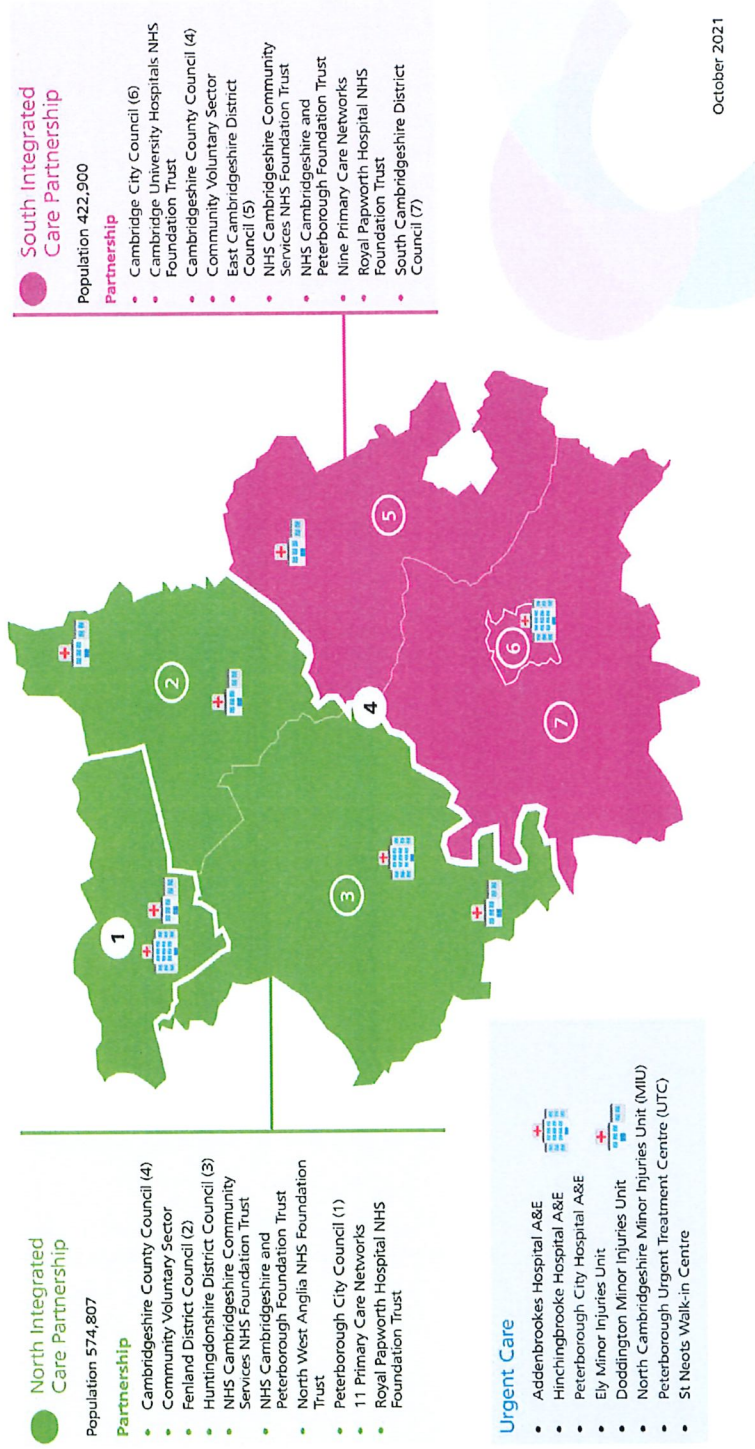 North Integrated
Care Partnership
Population 574,807
Partnership
• Cambridgeshire County Council (4)
• Community Voluntary Sector
• Fenland District Council (2)
• Huntingdonshire District Council (3)
• NHS Cambridgeshire Community
Services NHS Foundation Trust
• NHS Cambridgeshire and
Peterborough Foundation Trust
• North West Anglia NHS Foundation
Trust
• Peterborough City Council (1)
• 11 Primary Care Networks
• Royal Papworth Hospital NHS
Foundation Trust
Urgent Care
• Addenbrookes Hospital A&E
• Hinchingbrooke Hospital A&E
• Peterborough City Hospital A&E
• Ely Minor Injuries Unit
• Doddington Minor Injuries Unit
• North Cambridgeshire Minor Injuries Unit (MIU)
• Peterborough Urgent Treatment Centre (UTC)
• St Neots Walk-in Centre
1
2
3
4
5
6
7
South Integrated
Care Partnership
Population 422,900
Partnership
• Cambridge City Council (6)
• Cambridge University Hospitals NHS
Foundation Trust
• Cambridgeshire County Council (4)
• Community Voluntary Sector
• East Cambridgeshire District
Council (5)
• NHS Cambridgeshire Community
Services NHS Foundation Trust
• NHS Cambridgeshire and
Peterborough Foundation Trust
• Nine Primary Care Networks
• Royal Papworth Hospital NHS
Foundation Trust
• South Cambridgeshire District
Council (7)
October 2021